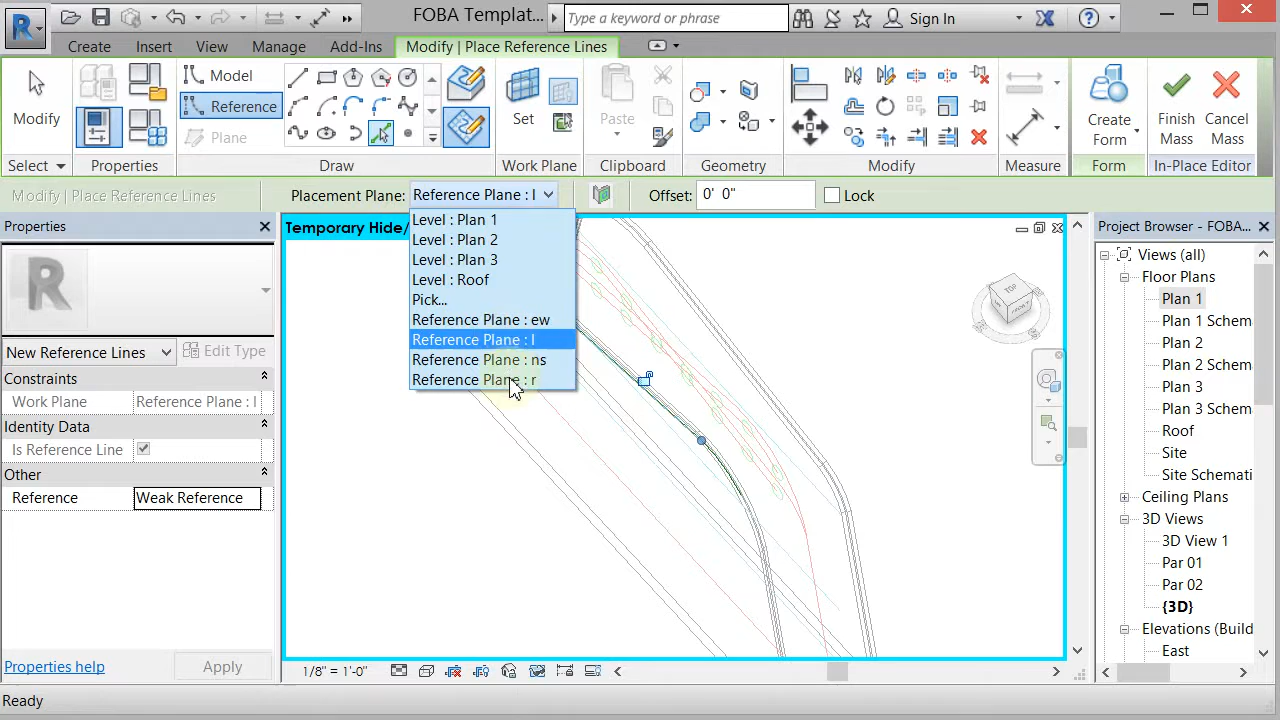 FOBA Templat...
Type a keyword or phrase
Sign In
Create
Insert
View
Manage
Add-Ins
Modify | Place Reference Lines
Modify
Model
Reference
Plane
Set
Paste
Create
Form
Finish
Mass
Cancel
Mass
Select
Properties
Draw
Work Plane
Clipboard
Geometry
Modify
Measure
Form
In-Place Editor
Modify | Place Reference Lines
Placement Plane:
Reference Plane : l
Offset:
0' 0"
Lock
Properties
New Reference Lines
Edit Type
Constraints
Work Plane
Reference Plane : l
Identity Data
Is Reference Line
Other
Reference
Weak Reference
Properties help
Apply
Temporary Hide/
Level : Plan 1
Level : Plan 2
Level : Plan 3
Level : Roof
Pick...
Reference Plane : ew
Reference Plane : l
Reference Plane : ns
Reference Plane : r
TOP
1/8" = 1'-0"
Project Browser - FOBA...
Views (all)
Floor Plans
Plan 1
Plan 1 Schem
Plan 2
Plan 2 Schem
Plan 3
Plan 3 Schem
Roof
Site
Site Schemati
Ceiling Plans
3D Views
3D View 1
Par 01
Par 02
{3D}
Elevations (Build
East
Ready